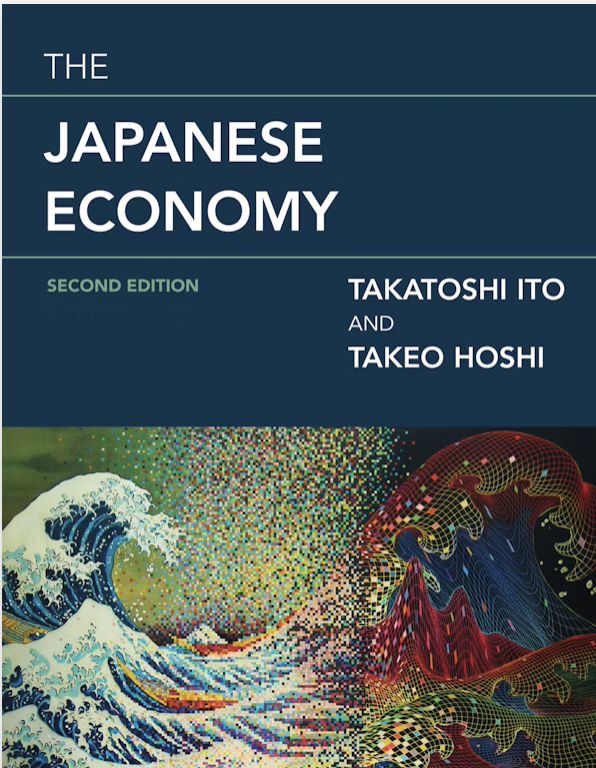 THE
JAPANESE
ECONOMY
SECOND EDITION
TAKATOSHI ITO
AND
TAKEO HOSHI